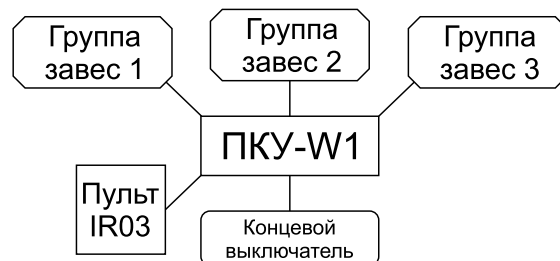 Группа
завес 1
Группа
завес 2
Группа
завес 3
ПКУ-W1
Пульт
IR03
Концевой
выключатель